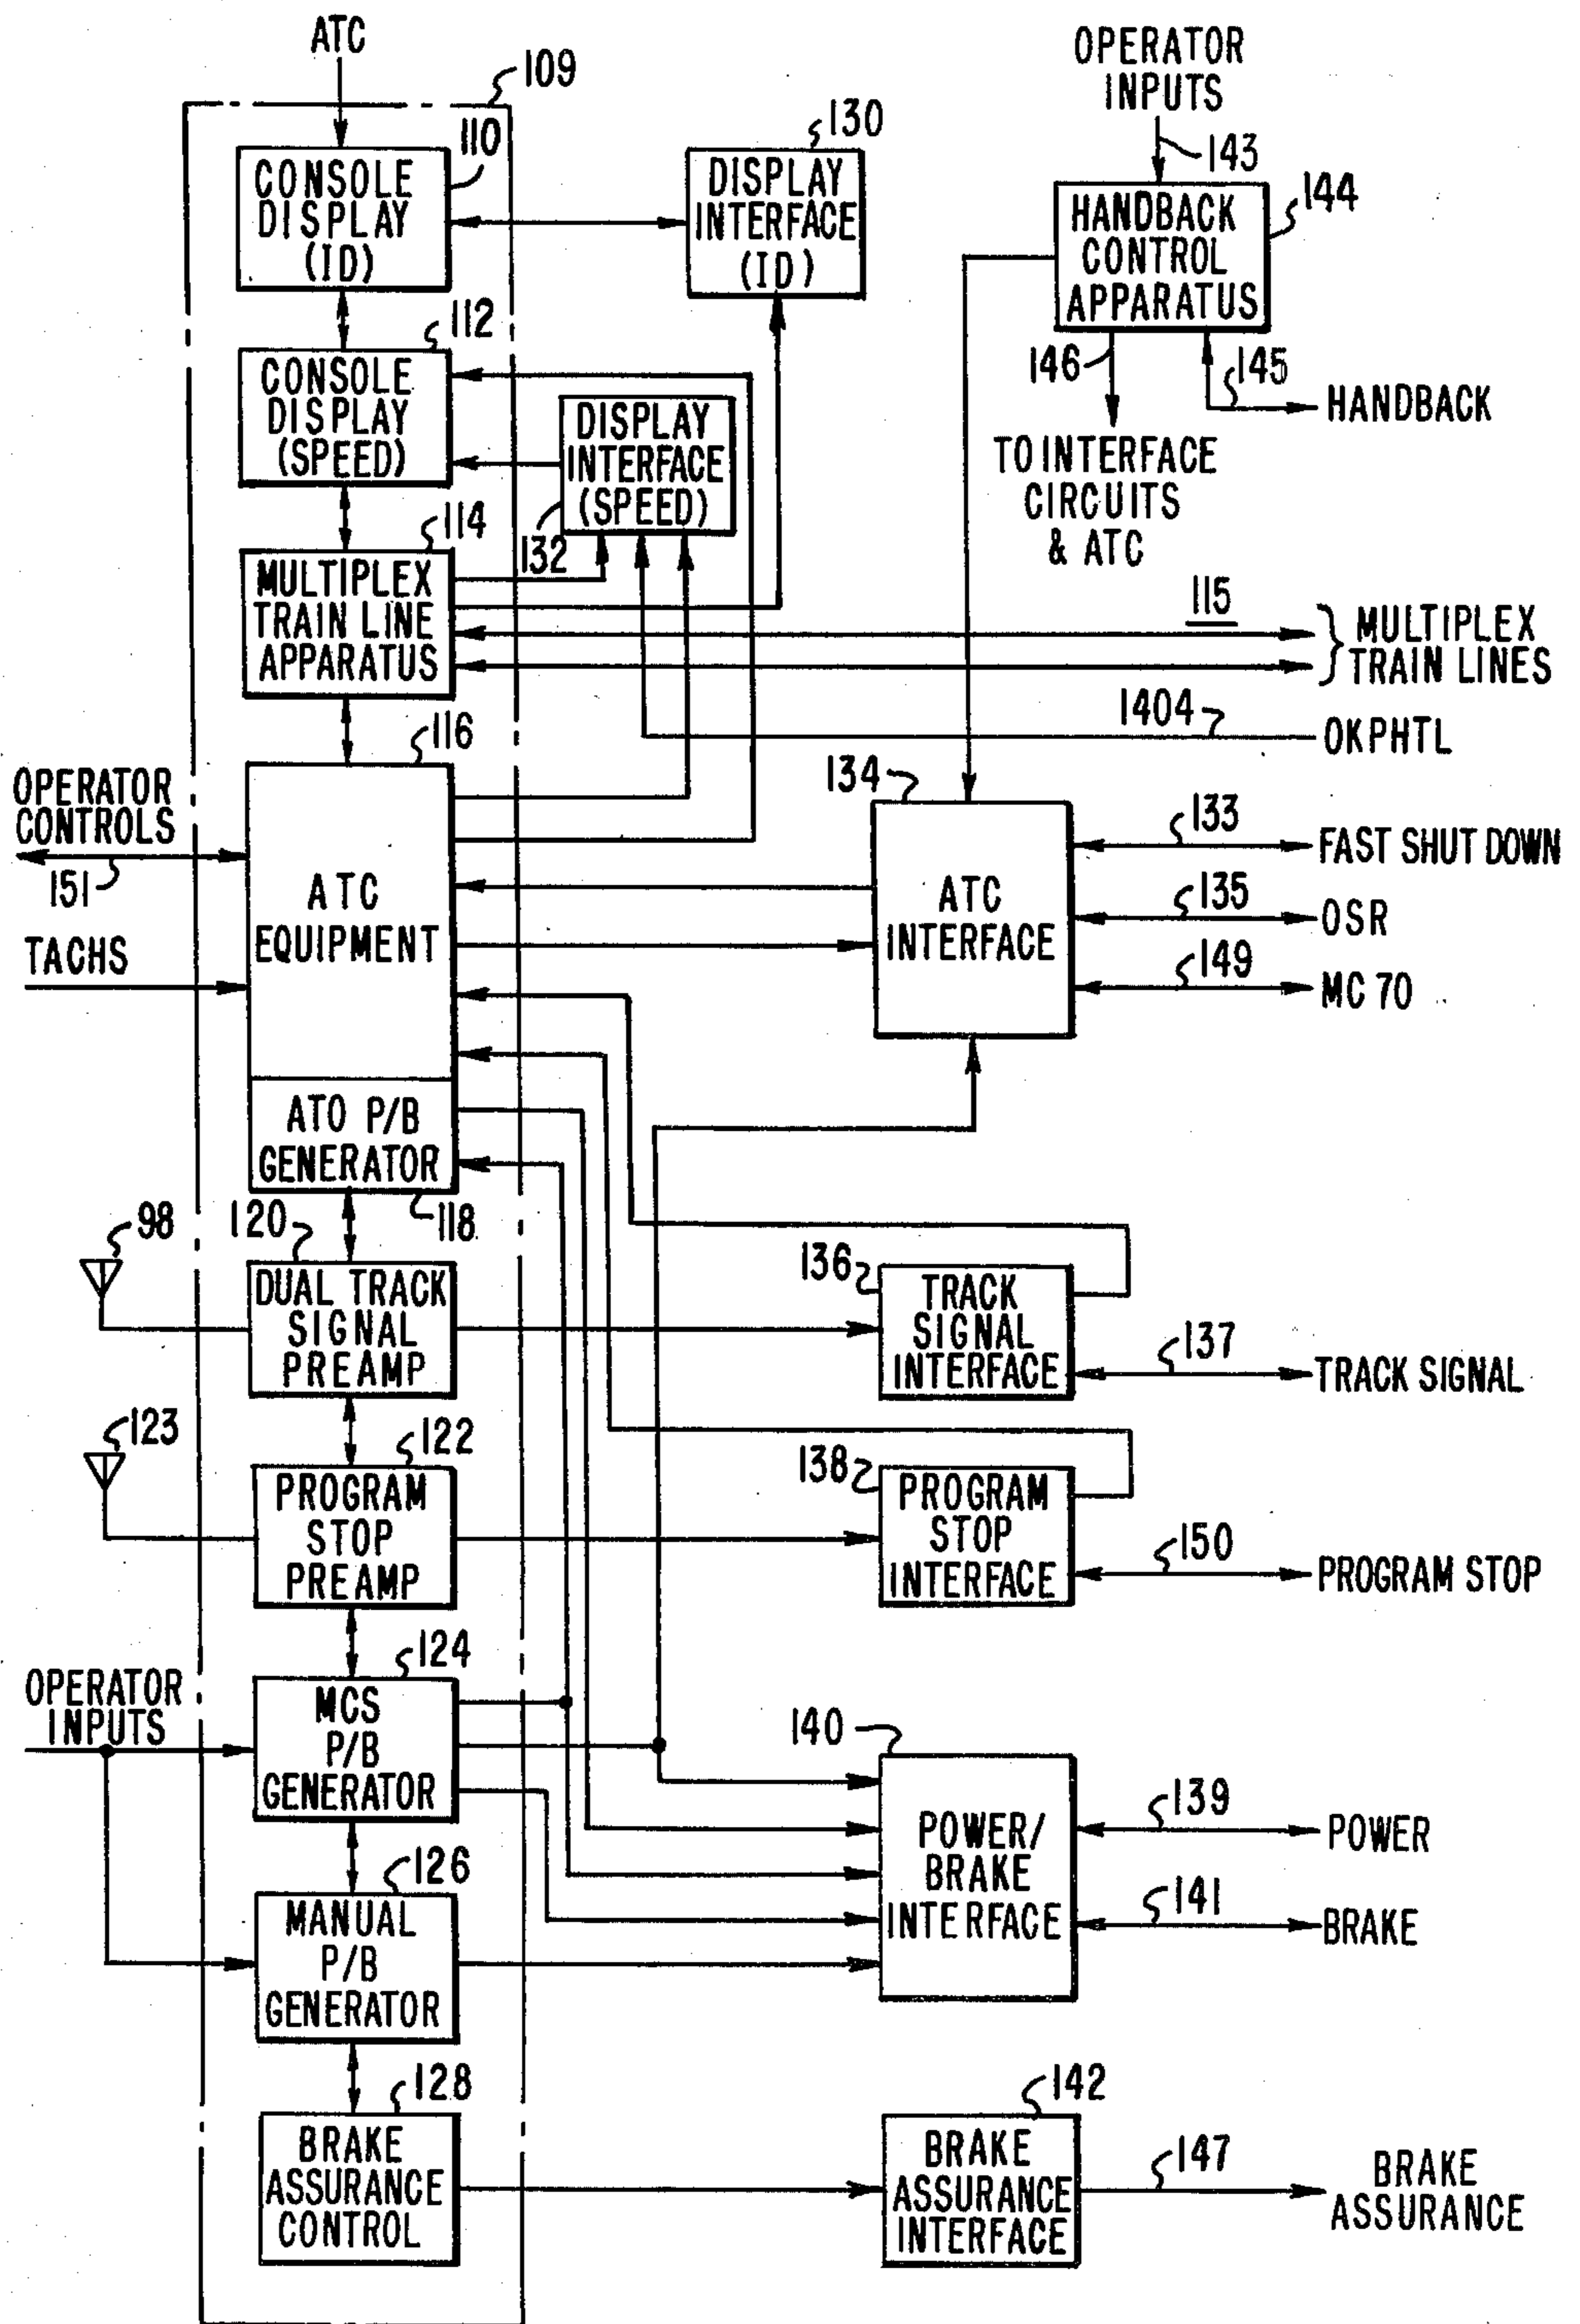 ATC
109
110
CONSOLE
DISPLAY
(ID)
130
DISPLAY
INTERFACE
(ID)
OPERATOR
INPUTS
143
144
HANDBACK
CONTROL
APPARATUS
146
145
HANDBACK
TO INTERFACE
CIRCUITS
& ATC
112
CONSOLE
DISPLAY
(SPEED)
DISPLAY
INTERFACE
(SPEED)
132
114
MULTIPLEX
TRAIN LINE
APPARATUS
115
MULTIPLEX
TRAIN LINES
1404
OKPHTL
116
OPERATOR
CONTROLS
151
TACHS
ATC
EQUIPMENT
134
ATC
INTERFACE
133
FAST SHUT DOWN
135
OSR
149
MC 70
ATO P/B
GENERATOR
118
98
120
DUAL TRACK
SIGNAL
PREAMP
136
TRACK
SIGNAL
INTERFACE
137
TRACK SIGNAL
123
122
PROGRAM
STOP
PREAMP
138
PROGRAM
STOP
INTERFACE
150
PROGRAM STOP
OPERATOR
INPUTS
124
MCS
P/B
GENERATOR
140
POWER/
BRAKE
INTERFACE
139
POWER
141
BRAKE
126
MANUAL
P/B
GENERATOR
128
BRAKE
ASSURANCE
CONTROL
142
BRAKE
ASSURANCE
INTERFACE
147
BRAKE
ASSURANCE